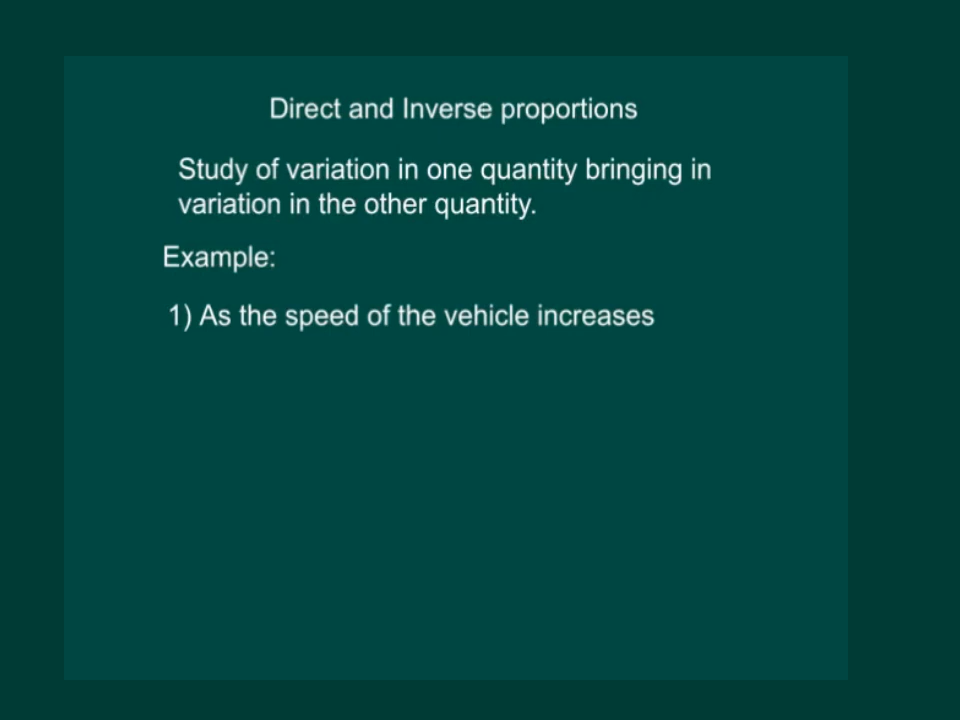 Direct and Inverse proportions
Study of variation in one quantity bringing in
variation in the other quantity.
Example:
1) As the speed of the vehicle increases